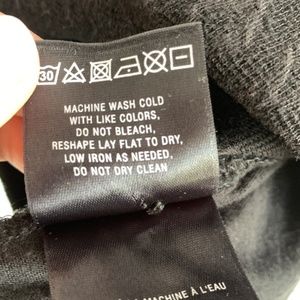 30
MACHINE WASH COLD
WITH LIKE COLORS,
DO NOT BLEACH,
RESHAPE LAY FLAT TO DRY,
LOW IRON AS NEEDED,
DO NOT DRY CLEAN
LA MACHINE À L'EAU